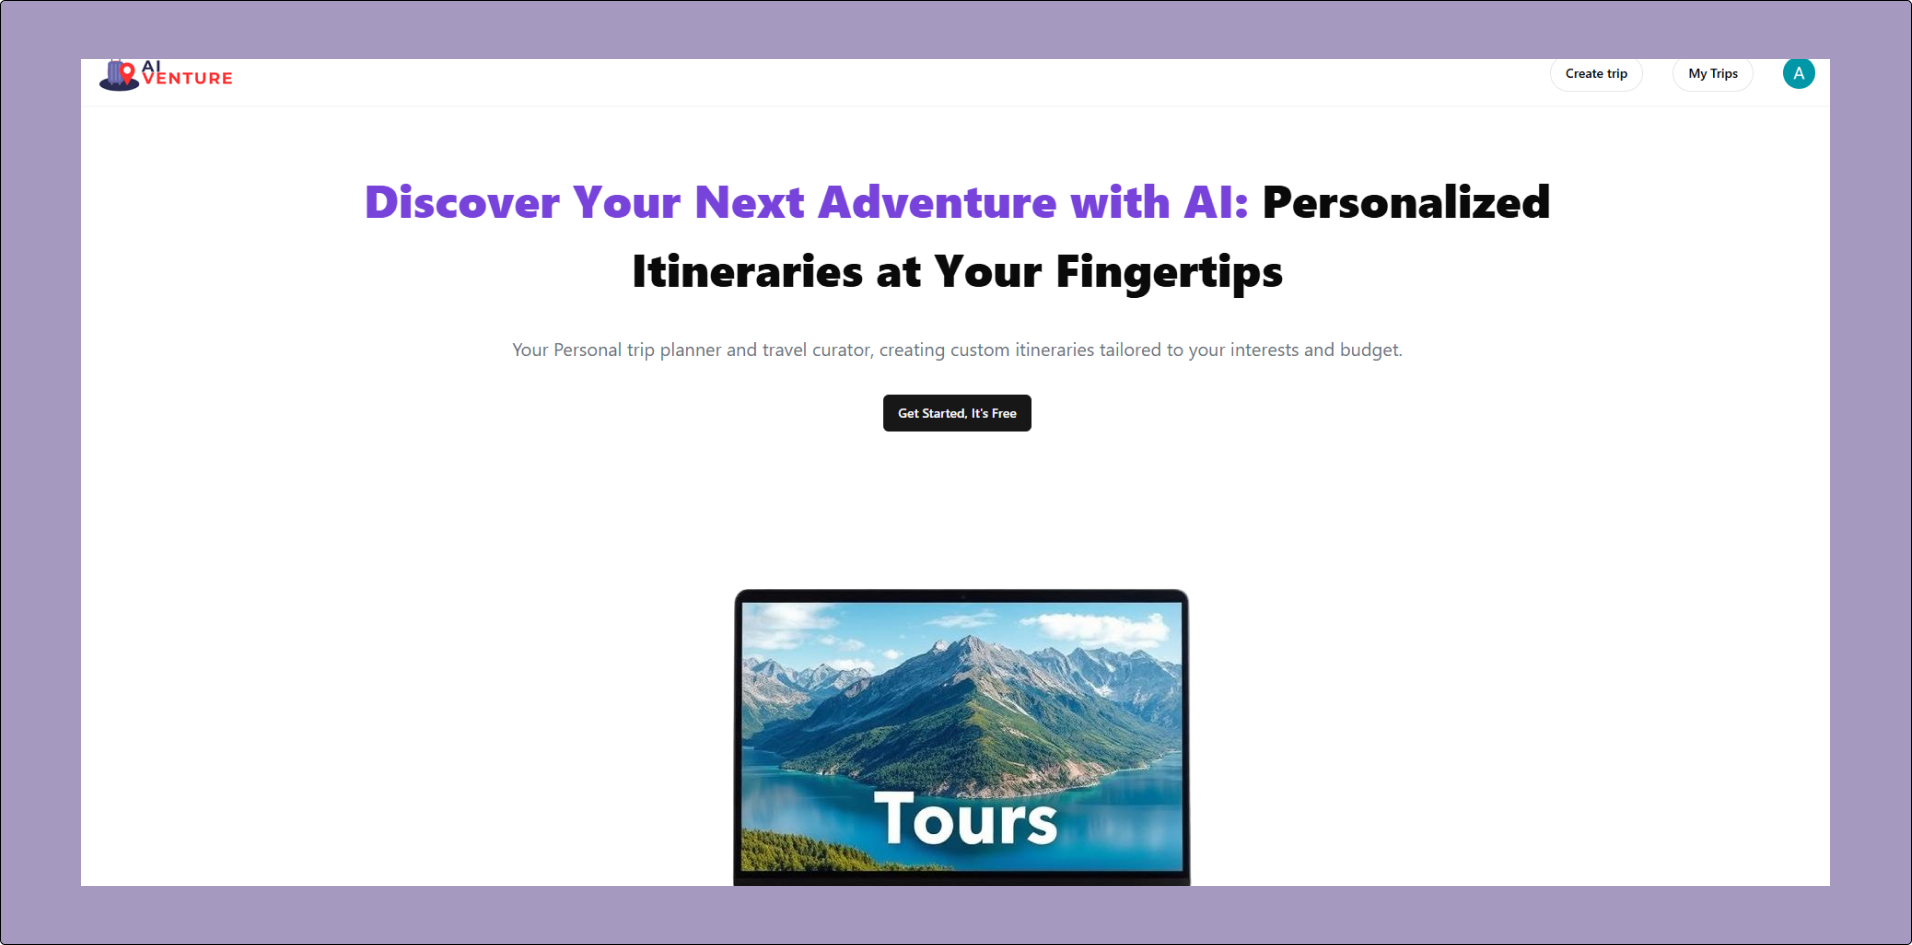 AI
VENTURE
Create trip
My Trips
A
Discover Your Next Adventure with AI: Personalized
Itineraries at Your Fingertips
Your Personal trip planner and travel curator, creating custom itineraries tailored to your interests and budget.
Get Started, It's Free
Tours